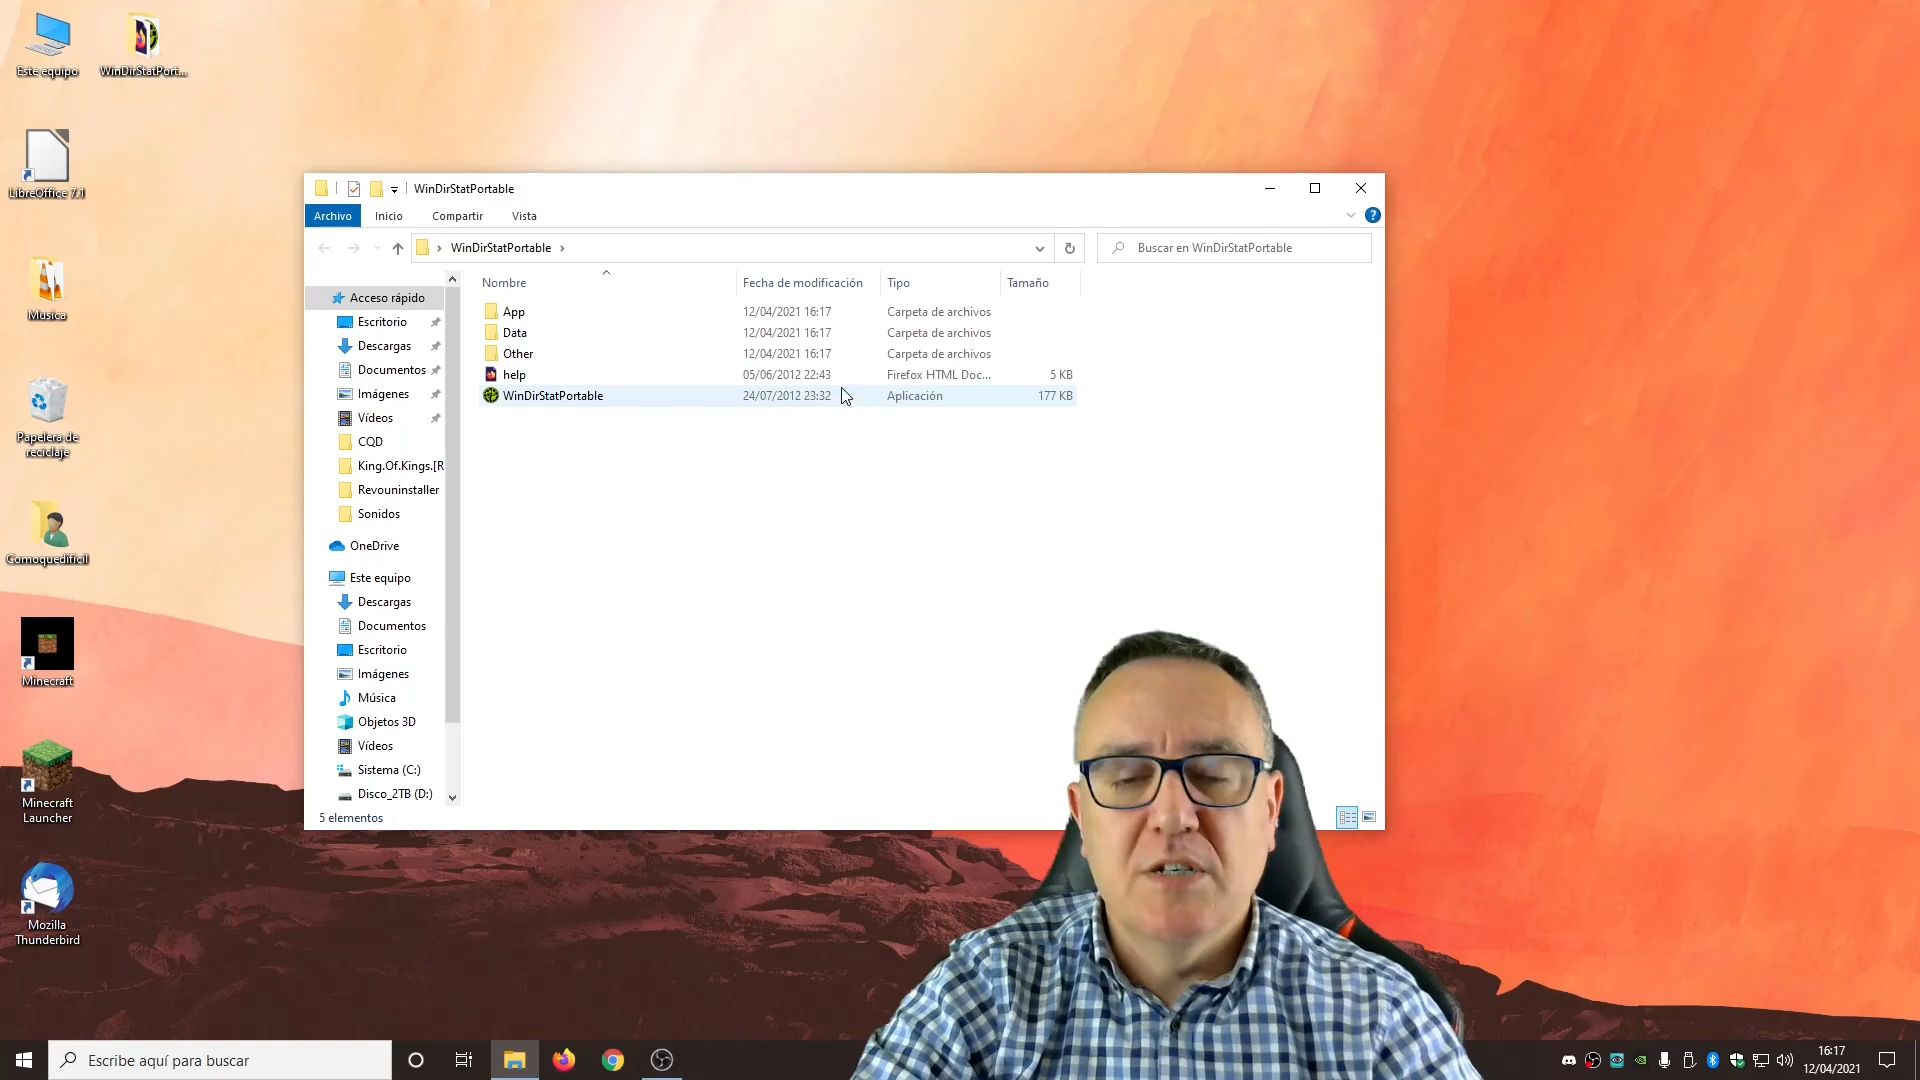 Este equipo
WinDirStatPort...
LibreOffice 7.1
Musica
Papelera de
reciclaje
Comoquedificil
Minecraft
Minecraft
Launcher
Mozilla
Thunderbird
WinDirStatPortable
Archivo Inicio Compartir Vista
WinDirStatPortable
Buscar en WinDirStatPortable
Nombre Fecha de modificación Tipo Tamaño
App 12/04/2021 16:17 Carpeta de archivos
Data 12/04/2021 16:17 Carpeta de archivos
Other 12/04/2021 16:17 Carpeta de archivos
help 05/06/2012 22:43 Firefox HTML Doc... 5 KB
WinDirStatPortable 24/07/2012 23:32 Aplicación 177 KB
Acceso rápido
Escritorio
Descargas
Documentos
Imágenes
Vídeos
CQD
King.Of.Kings.[R
Revouninstaller
Sonidos
OneDrive
Este equipo
Descargas
Documentos
Escritorio
Imágenes
Música
Objetos 3D
Vídeos
Sistema (C:)
Disco_2TB (D:)
5 elementos
Escribe aquí para buscar
16:17
12/04/2021